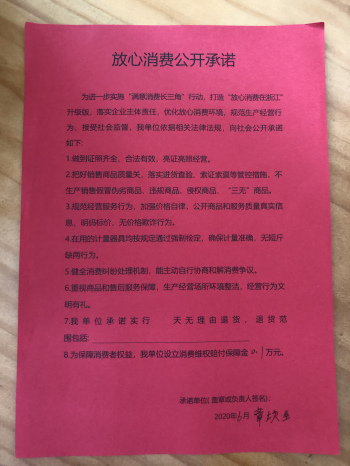 放心消费公开承诺
为进一步实施“满意消费长三角”行动，打造“放心消费在浙江”
升级版，落实企业主体责任，优化放心消费环境，规范生产经营行
为，接受社会监督，我单位依据相关法律法规，向社会公开承诺
如下
1.做到证照齐全，合法有效，亮证亮照经营。
2.把好销售商品质量关，落实进货查验、索证索票等管控措施，不
生产销售假冒伪劣商品、违规商品、侵权商品、“三无”商品。
3.规范经营服务行为，加强价格自律，公开商品和服务质量真实信
息，明码标价，无价格欺诈行为。
4.在用的计量器具均按规定通过强制检定，确保计量准确，无短斤
缺两行为。
5.健全消费纠纷处理机制，能主动自行协商和解消费争议。
6.重视商品和售后服务保障，生产经营场所环境整洁，经营行为文
明有礼。
7.我单位承诺实行 天无理由退货，退货范
围包括:
8.为保障消费者权益，我单位设立消费维权赔付保障金0.1万元。
承诺单位(盖章或负责人签名):
2020年6月